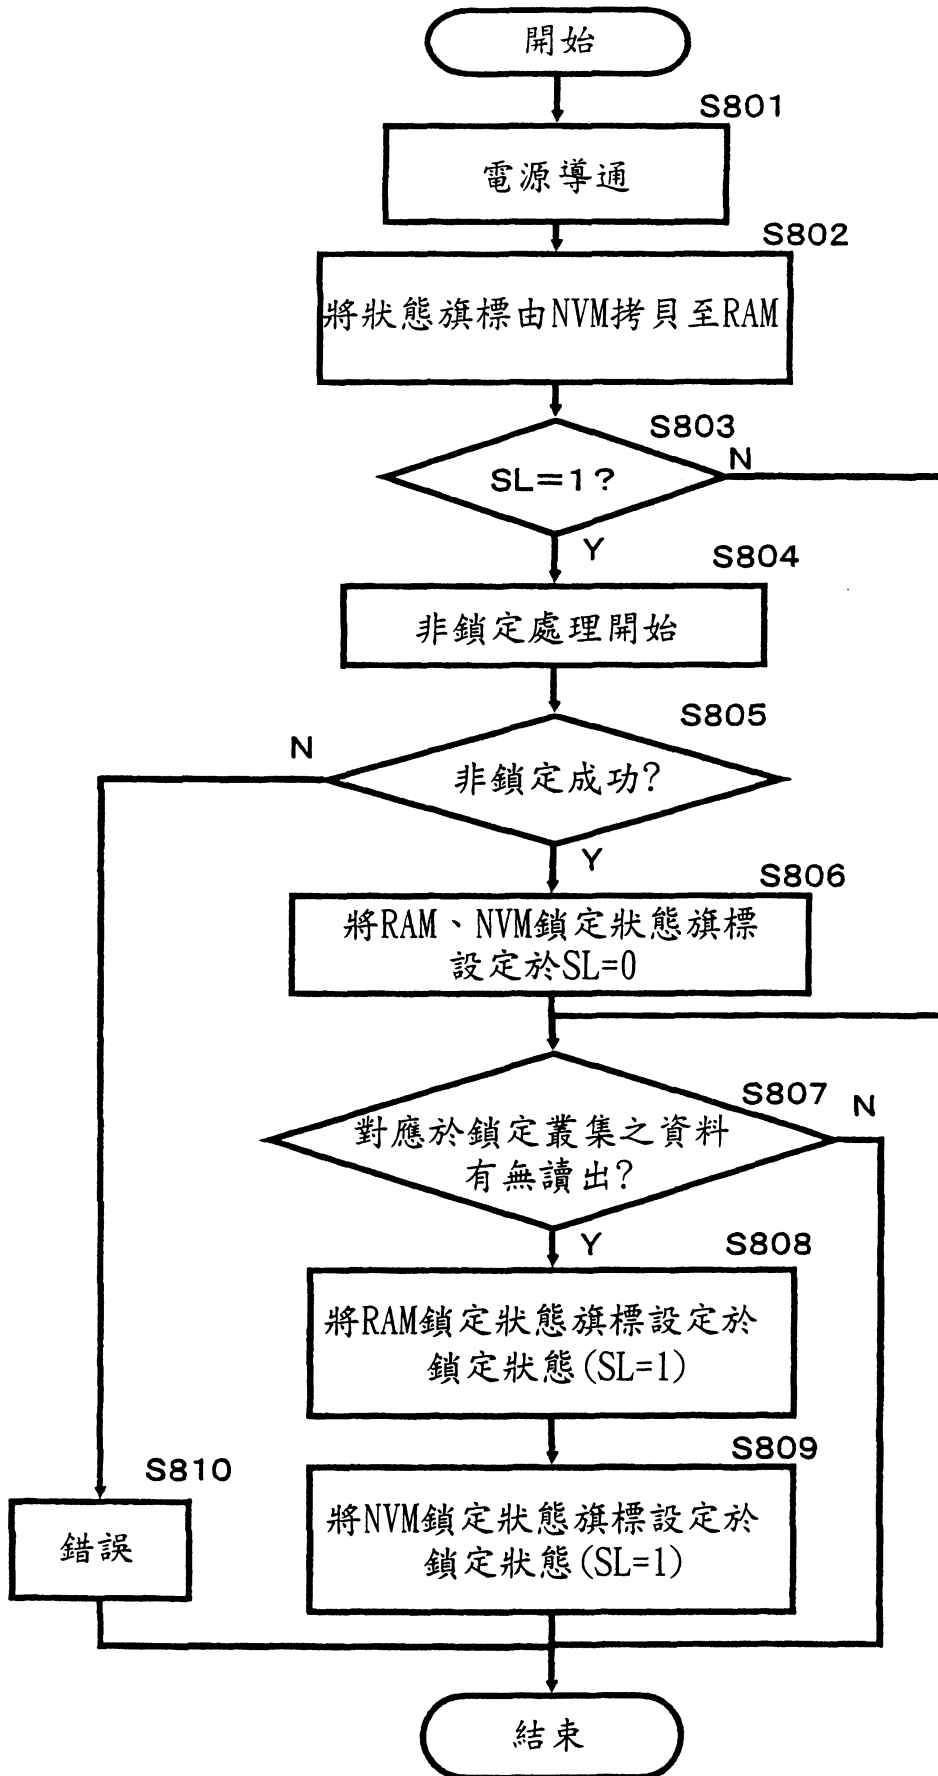 開始
S801
電源導通
S802
將狀態旗標由NVM拷貝至RAM
S803
SL=1?
N
Y
S804
非鎖定處理開始
S805
N
非鎖定成功?
Y
S806
將RAM、NVM鎖定狀態旗標
設定於SL=0
S807
N
對應於鎖定叢集之資料
有無讀出?
Y
S808
將RAM鎖定狀態旗標設定於
鎖定狀態(SL=1)
S809
將NVM鎖定狀態旗標設定於
鎖定狀態(SL=1)
S810
錯誤
結束